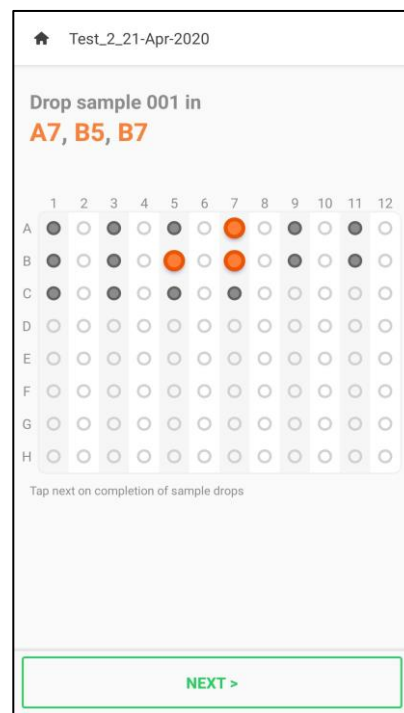 Test_2_21-Apr-2020
Drop sample 001 in
A7, B5, B7
1 2 3 4 5 6 7 8 9 10 11 12
A
B
C
D
E
F
G
H
Tap next on completion of sample drops
NEXT >